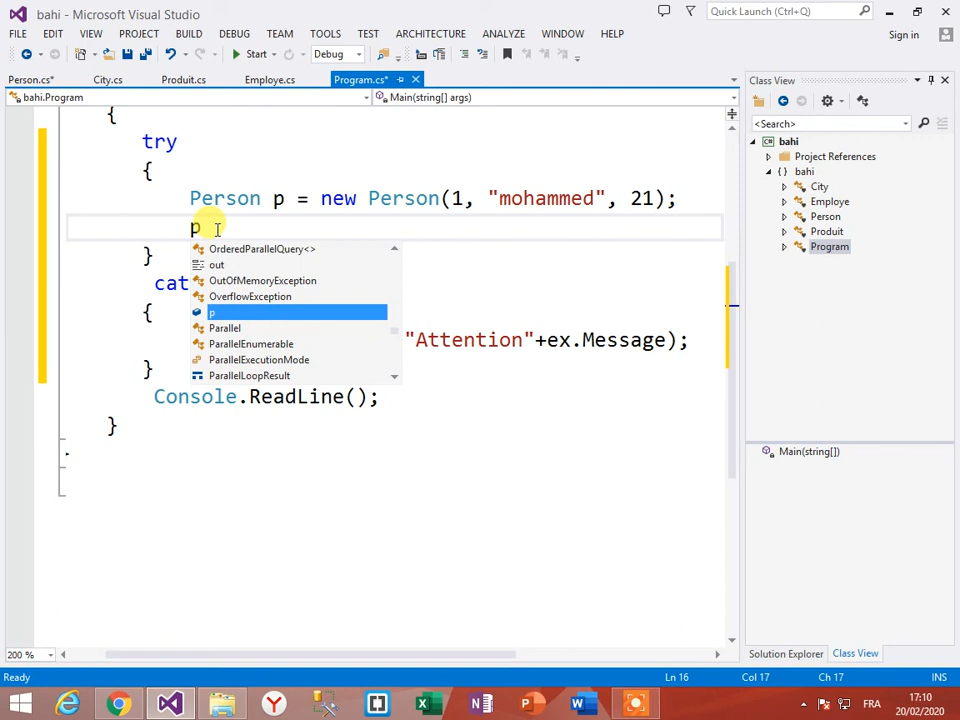 bahi - Microsoft Visual Studio
Quick Launch (Ctrl+Q)
FILE EDIT VIEW PROJECT BUILD DEBUG TEAM TOOLS TEST ARCHITECTURE ANALYZE WINDOW HELP
Sign in
Start Debug
Person.cs* City.cs Produit.cs Employe.cs Program.cs*
bahi.Program Main(string[] args)
{
try
{
Person p = new Person(1, "mohammed", 21);
p
OrderedParallelQuery<>
out
OutOfMemoryException
OverflowException
p
Parallel
ParallelEnumerable
ParallelExecutionMode
ParallelLoopResult
}
cat
{
"Attention"+ex.Message);
}
Console.ReadLine();
}
Class View
<Search>
bahi
Project References
bahi
City
Employe
Person
Produit
Program
Main(string[])
200 %
Solution Explorer Class View
Ready Ln 16 Col 17 Ch 17 INS
FRA 17:10
20/02/2020